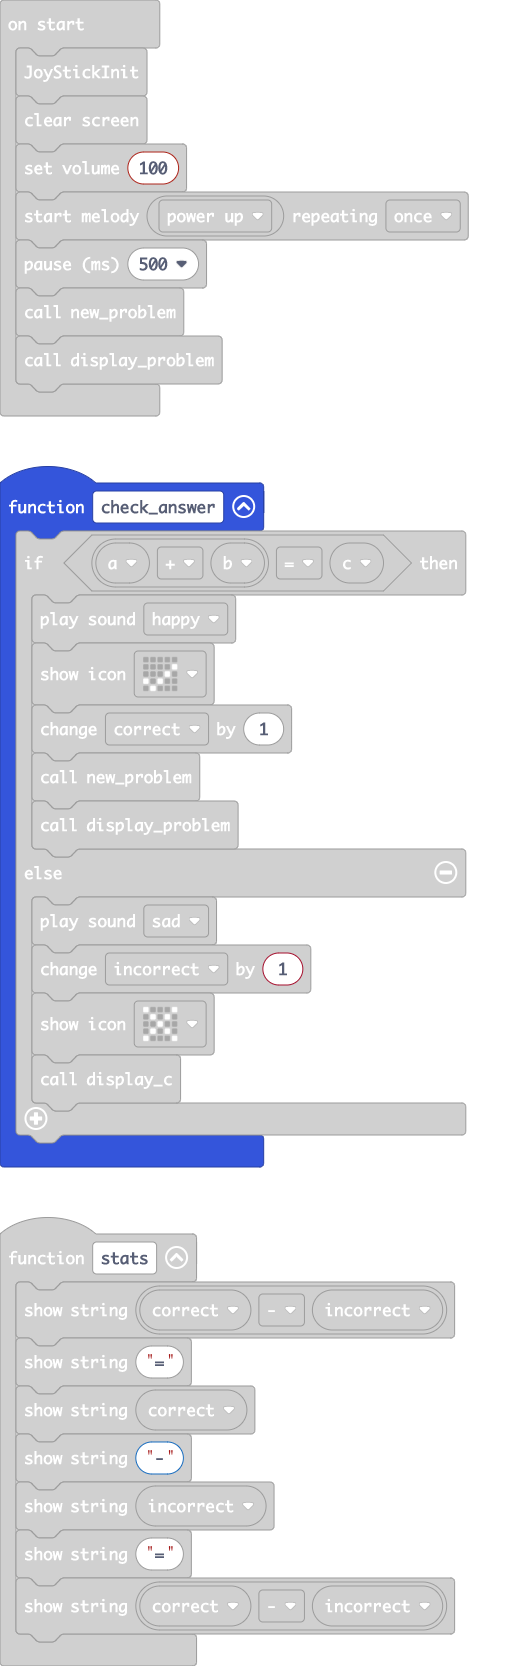 on start
JoyStickInit
clear screen
set volume 100
start melody power up repeating once
pause (ms) 500
call new_problem
call display_problem
function check_answer
if a + b = c then
play sound happy
show icon
change correct by 1
call new_problem
call display_problem
else
play sound sad
change incorrect by 1
show icon
call display_c
function stats
show string correct - incorrect
show string "="
show string correct
show string "-"
show string incorrect
show string "="
show string correct - incorrect